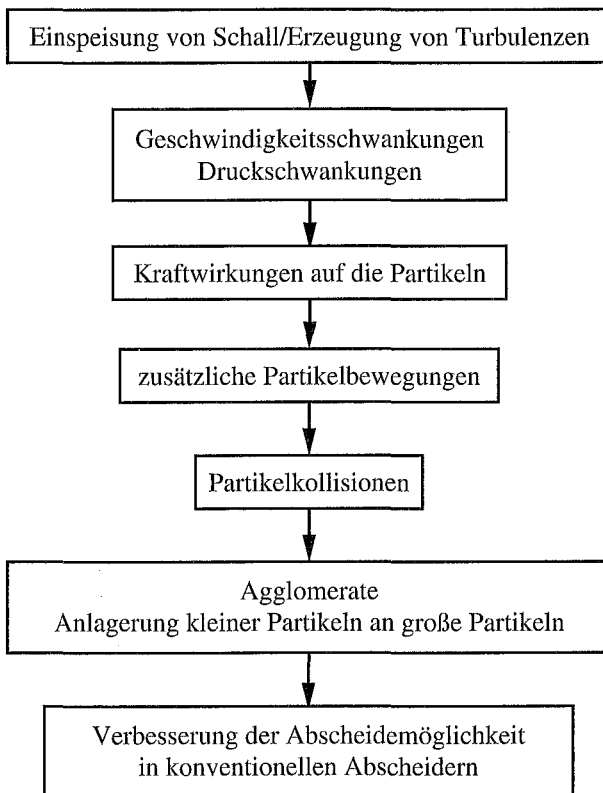 Einspeisung von Schall/Erzeugung von Turbulenzen
Geschwindigkeitsschwankungen
Druckschwankungen
Kraftwirkungen auf die Partikeln
zusätzliche Partikelbewegungen
Partikelkollisionen
Agglomerate
Anlagerung kleiner Partikeln an große Partikeln
Verbesserung der Abscheidemöglichkeit
in konventionellen Abscheidern